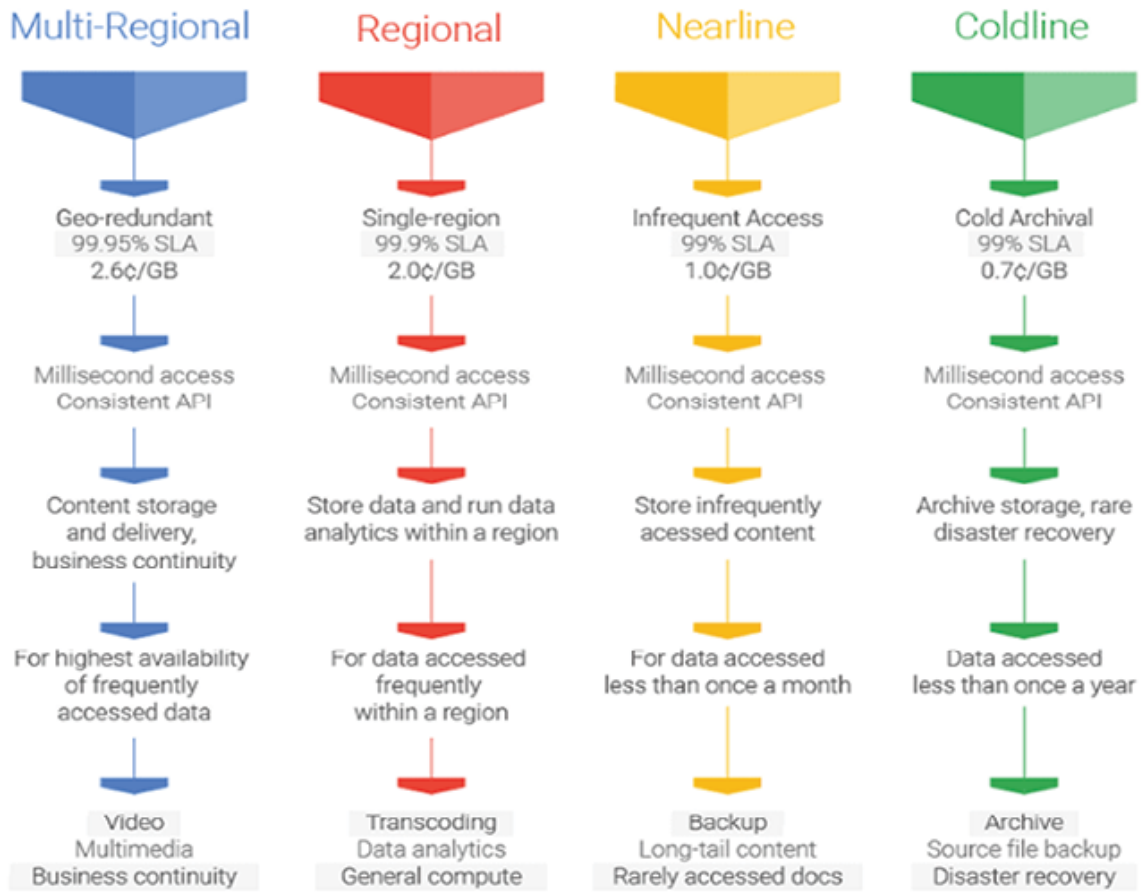 Multi-Regional
Geo-redundant
99.95% SLA
2.6¢/GB
Millisecond access
Consistent API
Content storage
and delivery,
business continuity
For highest availability
of frequently
accessed data
Video
Multimedia
Business continuity
Regional
Single-region
99.9% SLA
2.0¢/GB
Millisecond access
Consistent API
Store data and run data
analytics within a region
For data accessed
frequently
within a region
Transcoding
Data analytics
General compute
Nearline
Infrequent Access
99% SLA
1.0¢/GB
Millisecond access
Consistent API
Store infrequently
acessed content
For data accessed
less than once a month
Backup
Long-tail content
Rarely accessed docs
Coldline
Cold Archival
99% SLA
0.7¢/GB
Millisecond access
Consistent API
Archive storage, rare
disaster recovery
Data accessed
less than once a year
Archive
Source file backup
Disaster recovery